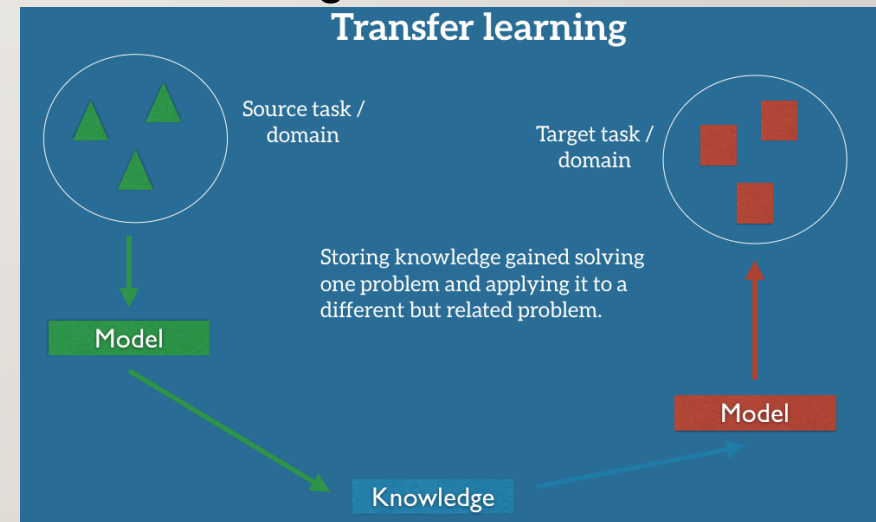 Transfer learning
Source task /
domain
Target task /
domain
Storing knowledge gained solving
one problem and applying it to a
different but related problem.
Model
Model
Knowledge